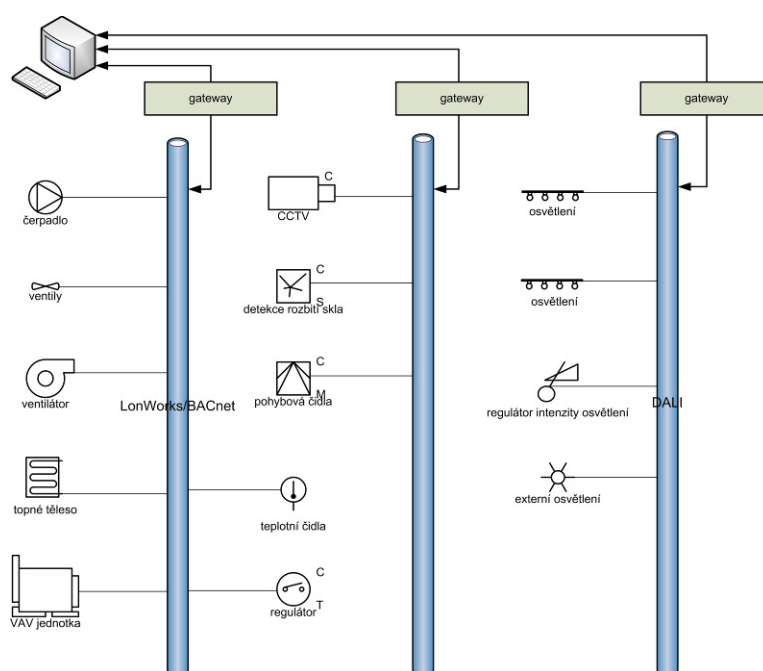 gateway
gateway
gateway
C
čerpadlo
CCTV
osvětlení
C
ventily
S
detekce rozbití skla
osvětlení
C
ventilátor
M
pohybová čidla
LonWorks/BACnet
regulátor intenzity osvětlení
DALI
topné těleso
teplotní čidla
externí osvětlení
C
T
VAV jednotka
regulátor